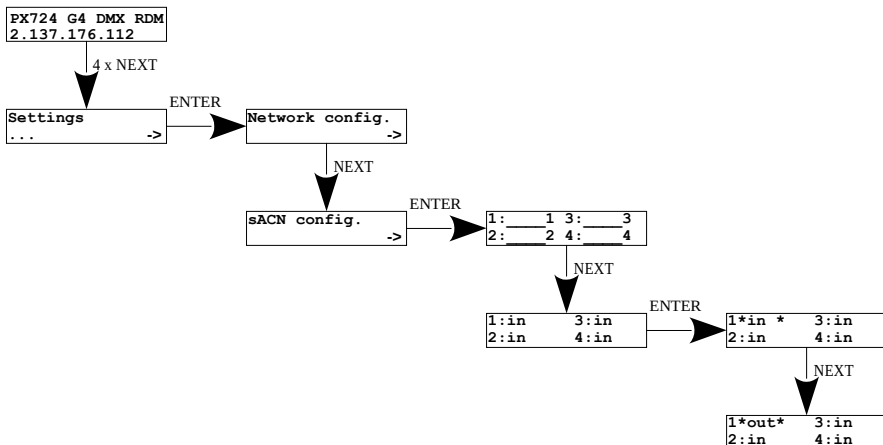 PX724 G4 DMX RDM
2.137.176.112
4 x NEXT
Settings
... ->
ENTER
Network config.
->
NEXT
sACN config.
->
ENTER
1:____1 3:____3
2:____2 4:____4
NEXT
1:in 3:in
2:in 4:in
ENTER
1*in * 3:in
2:in 4:in
NEXT
1*out* 3:in
2:in 4:in